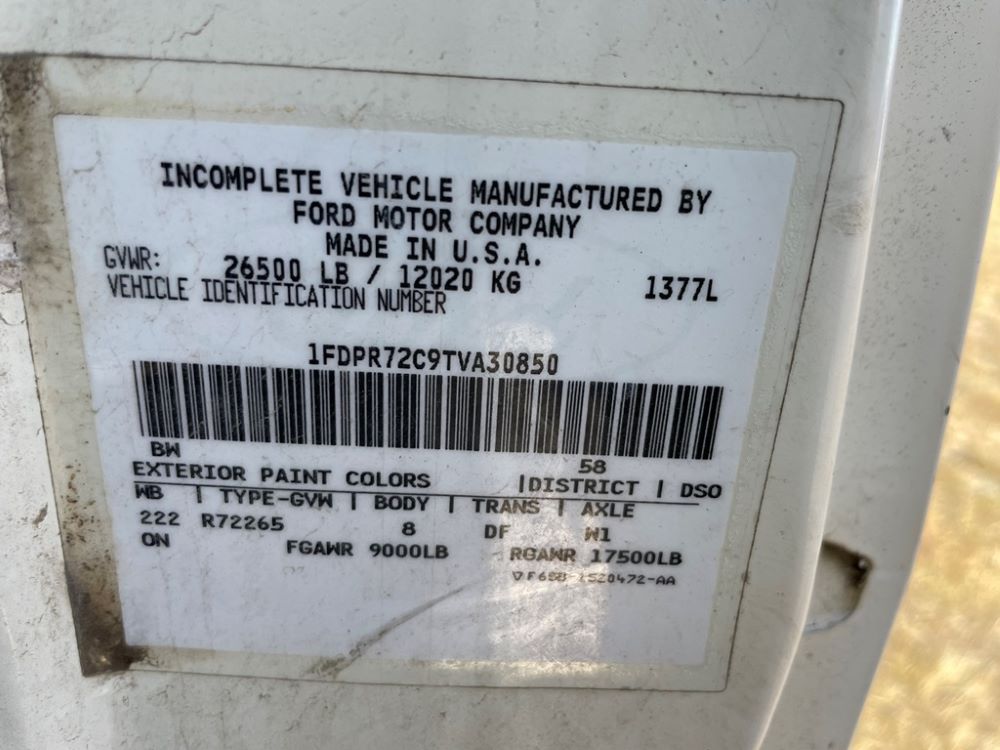 INCOMPLETE VEHICLE MANUFACTURED BY
FORD MOTOR COMPANY
MADE IN U.S.A.
GVWR: 26500 LB / 12020 KG 1377L
VEHICLE IDENTIFICATION NUMBER
1FDPR72C9TVA30850
BW 58
EXTERIOR PAINT COLORS |DISTRICT | DSO
WB | TYPE-GVW | BODY | TRANS | AXLE
222 R72265 8 DF W1
ON FGAWR 9000LB RGAWR 17500LB